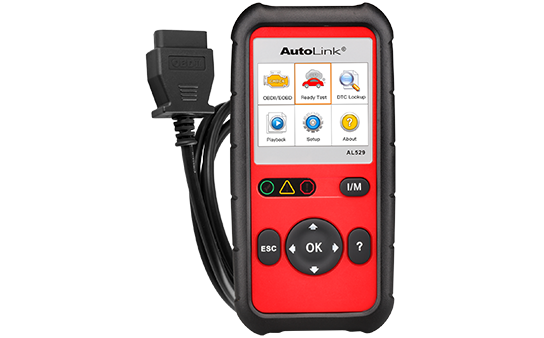 AutoLink®
OBDII/EOBD Ready Test DTC Lookup
Playback Setup About
AL529
I/M
ESC OK ?